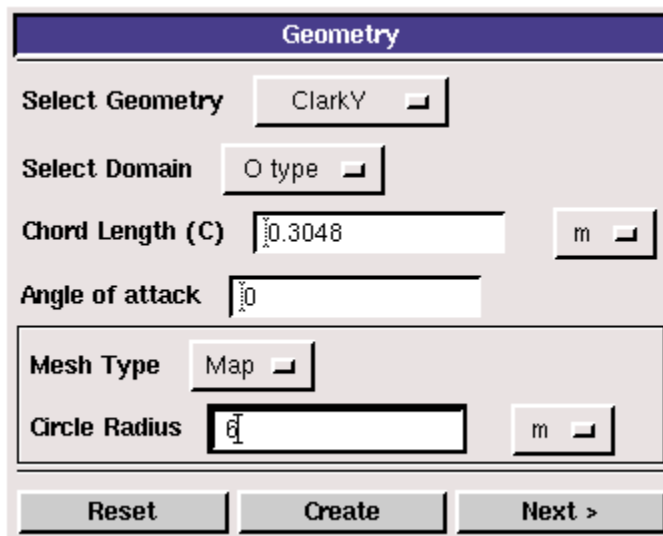 Geometry
Select Geometry ClarkY
Select Domain O type
Chord Length (C) 0.3048 m
Angle of attack 0
Mesh Type Map
Circle Radius 6 m
Reset Create Next >